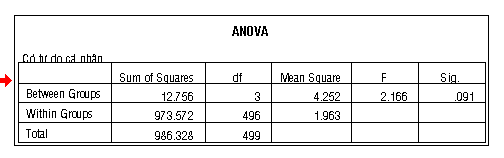 ANOVA
Có tự do cá nhân
Sum of Squares df Mean Square F Sig.
Between Groups 12.756 3 4.252 2.166 .091
Within Groups 973.572 496 1.963
Total 986.328 499